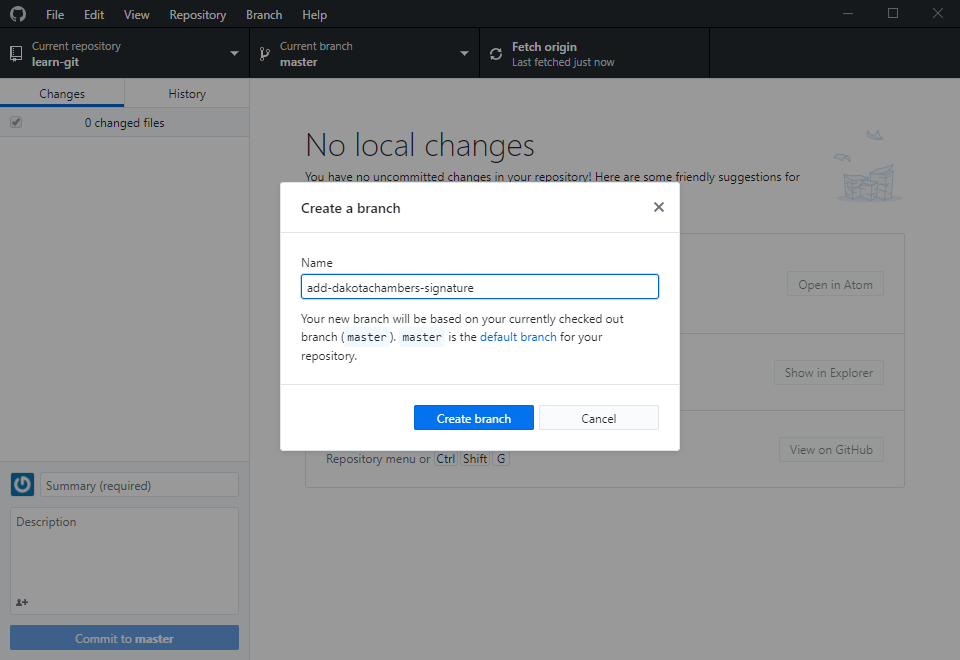 File Edit View Repository Branch Help
Current repository
learn-git
Current branch
master
Fetch origin
Last fetched just now
Changes History
0 changed files
No local changes
You have no uncommitted changes in your repository! Here are some friendly suggestions for
Create a branch
Name
add-dakotachambers-signature
Your new branch will be based on your currently checked out
branch (master). master is the default branch for your
repository.
Create branch Cancel
Open in Atom
Show in Explorer
View on GitHub
Repository menu or Ctrl Shift G
Summary (required)
Description
Commit to master